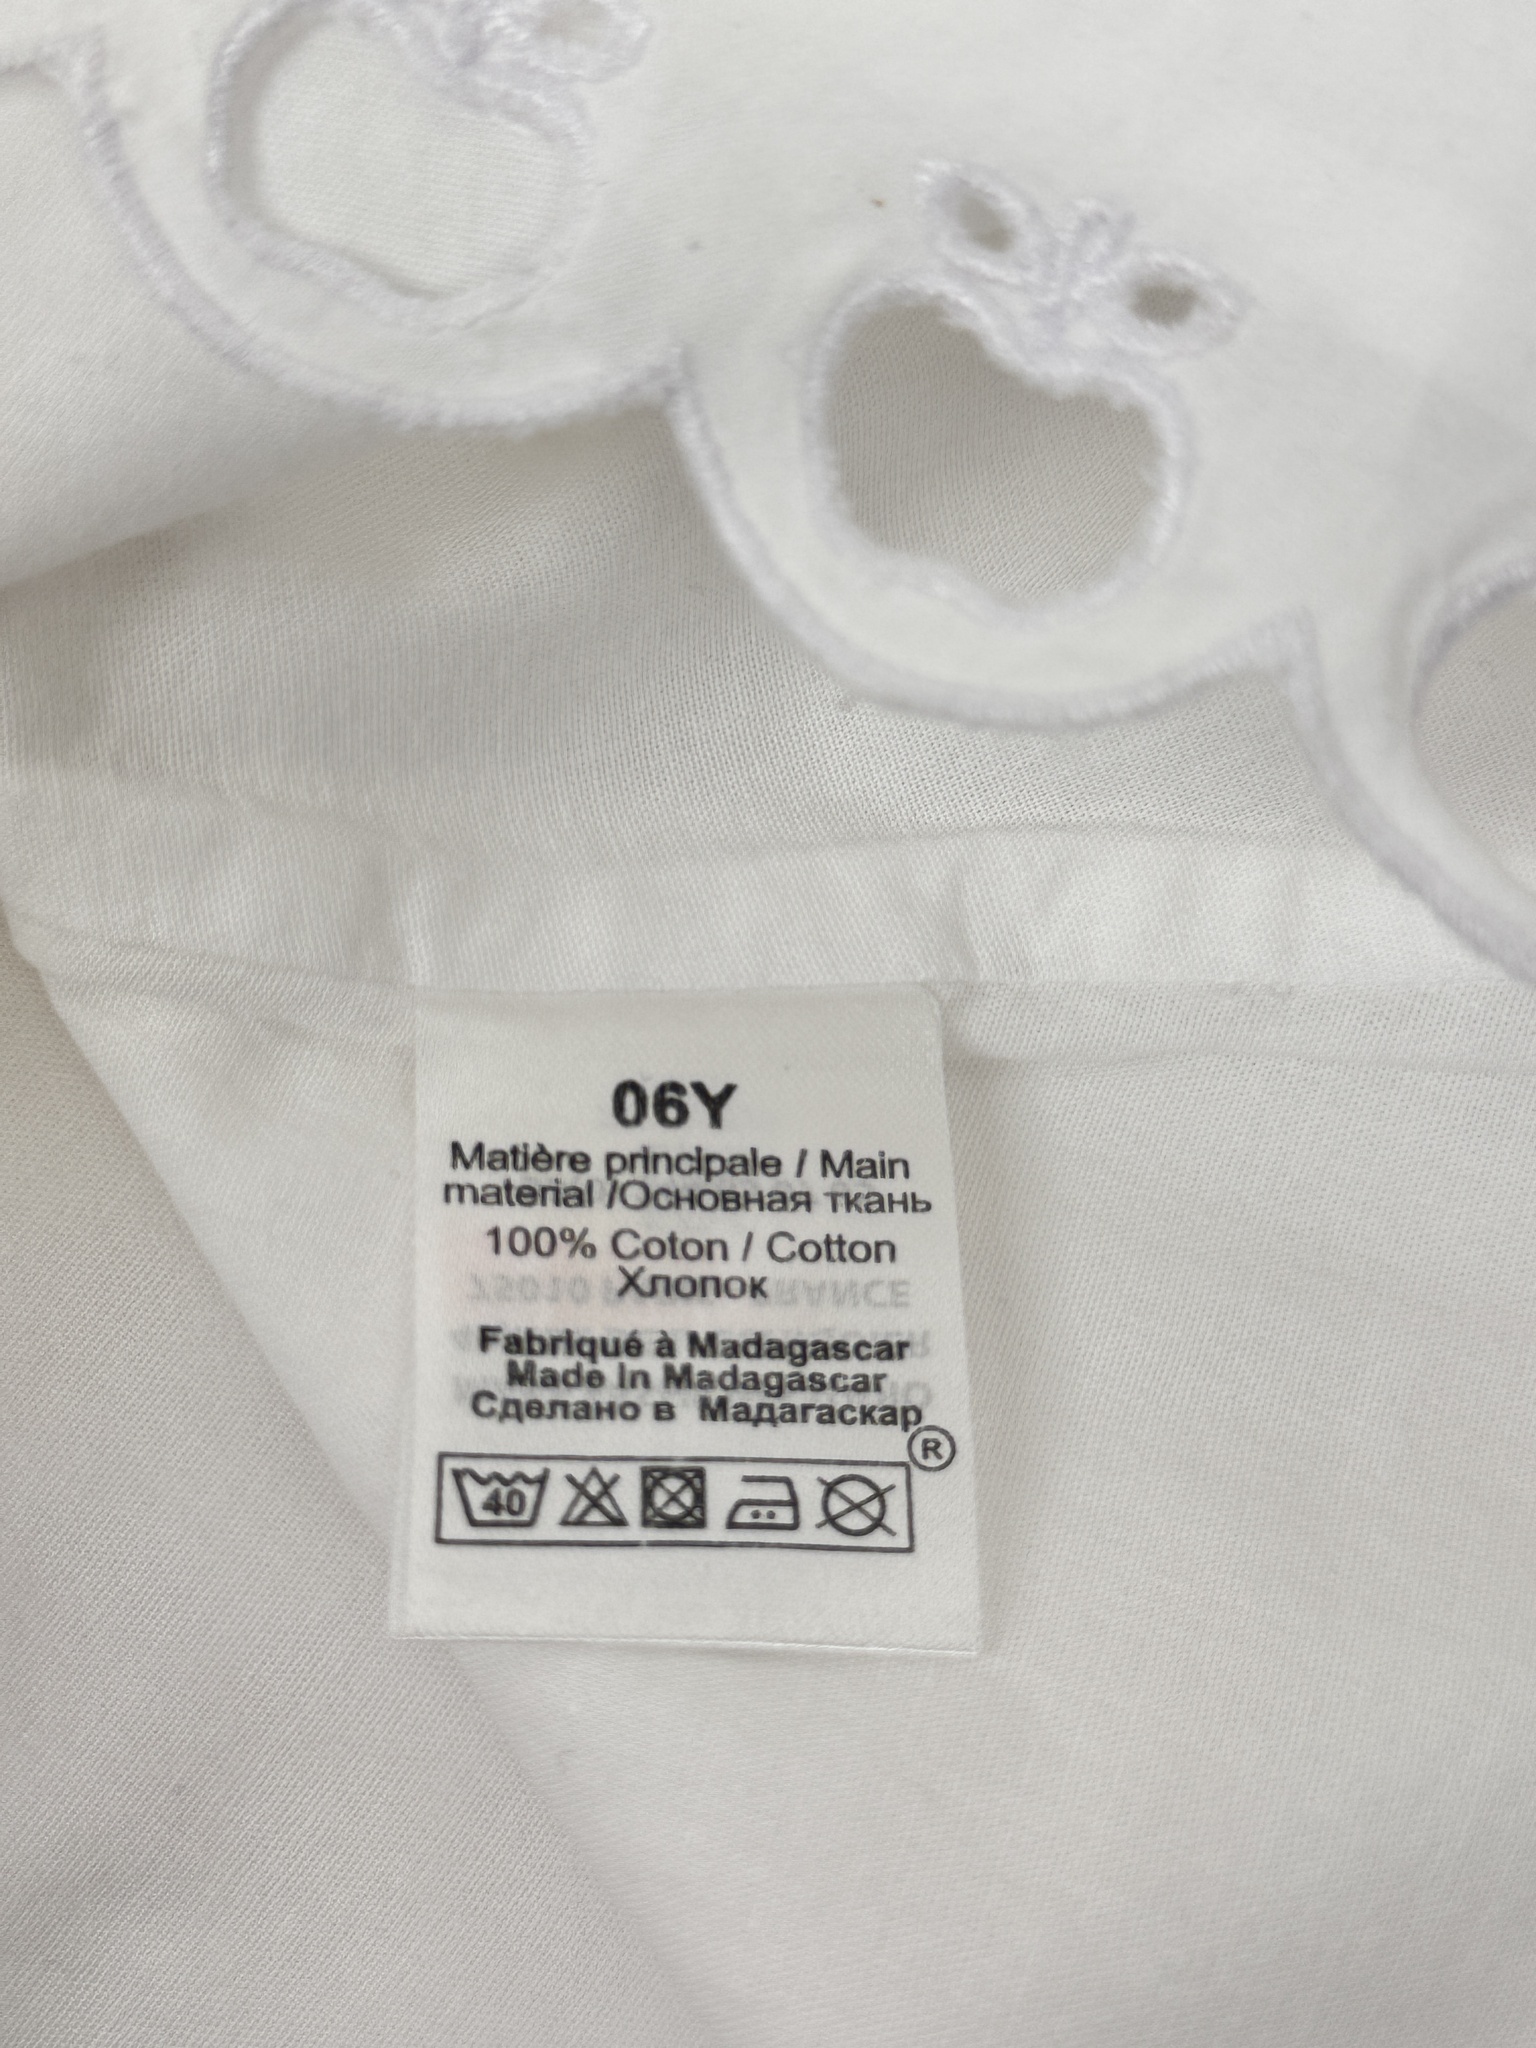 06Y
Matière principale / Main
material /Основная ткань
100% Coton / Cotton
Хлопок
Fabriqué à Madagascar
Made In Madagascar
Сделано в Мадагаскар
®
40